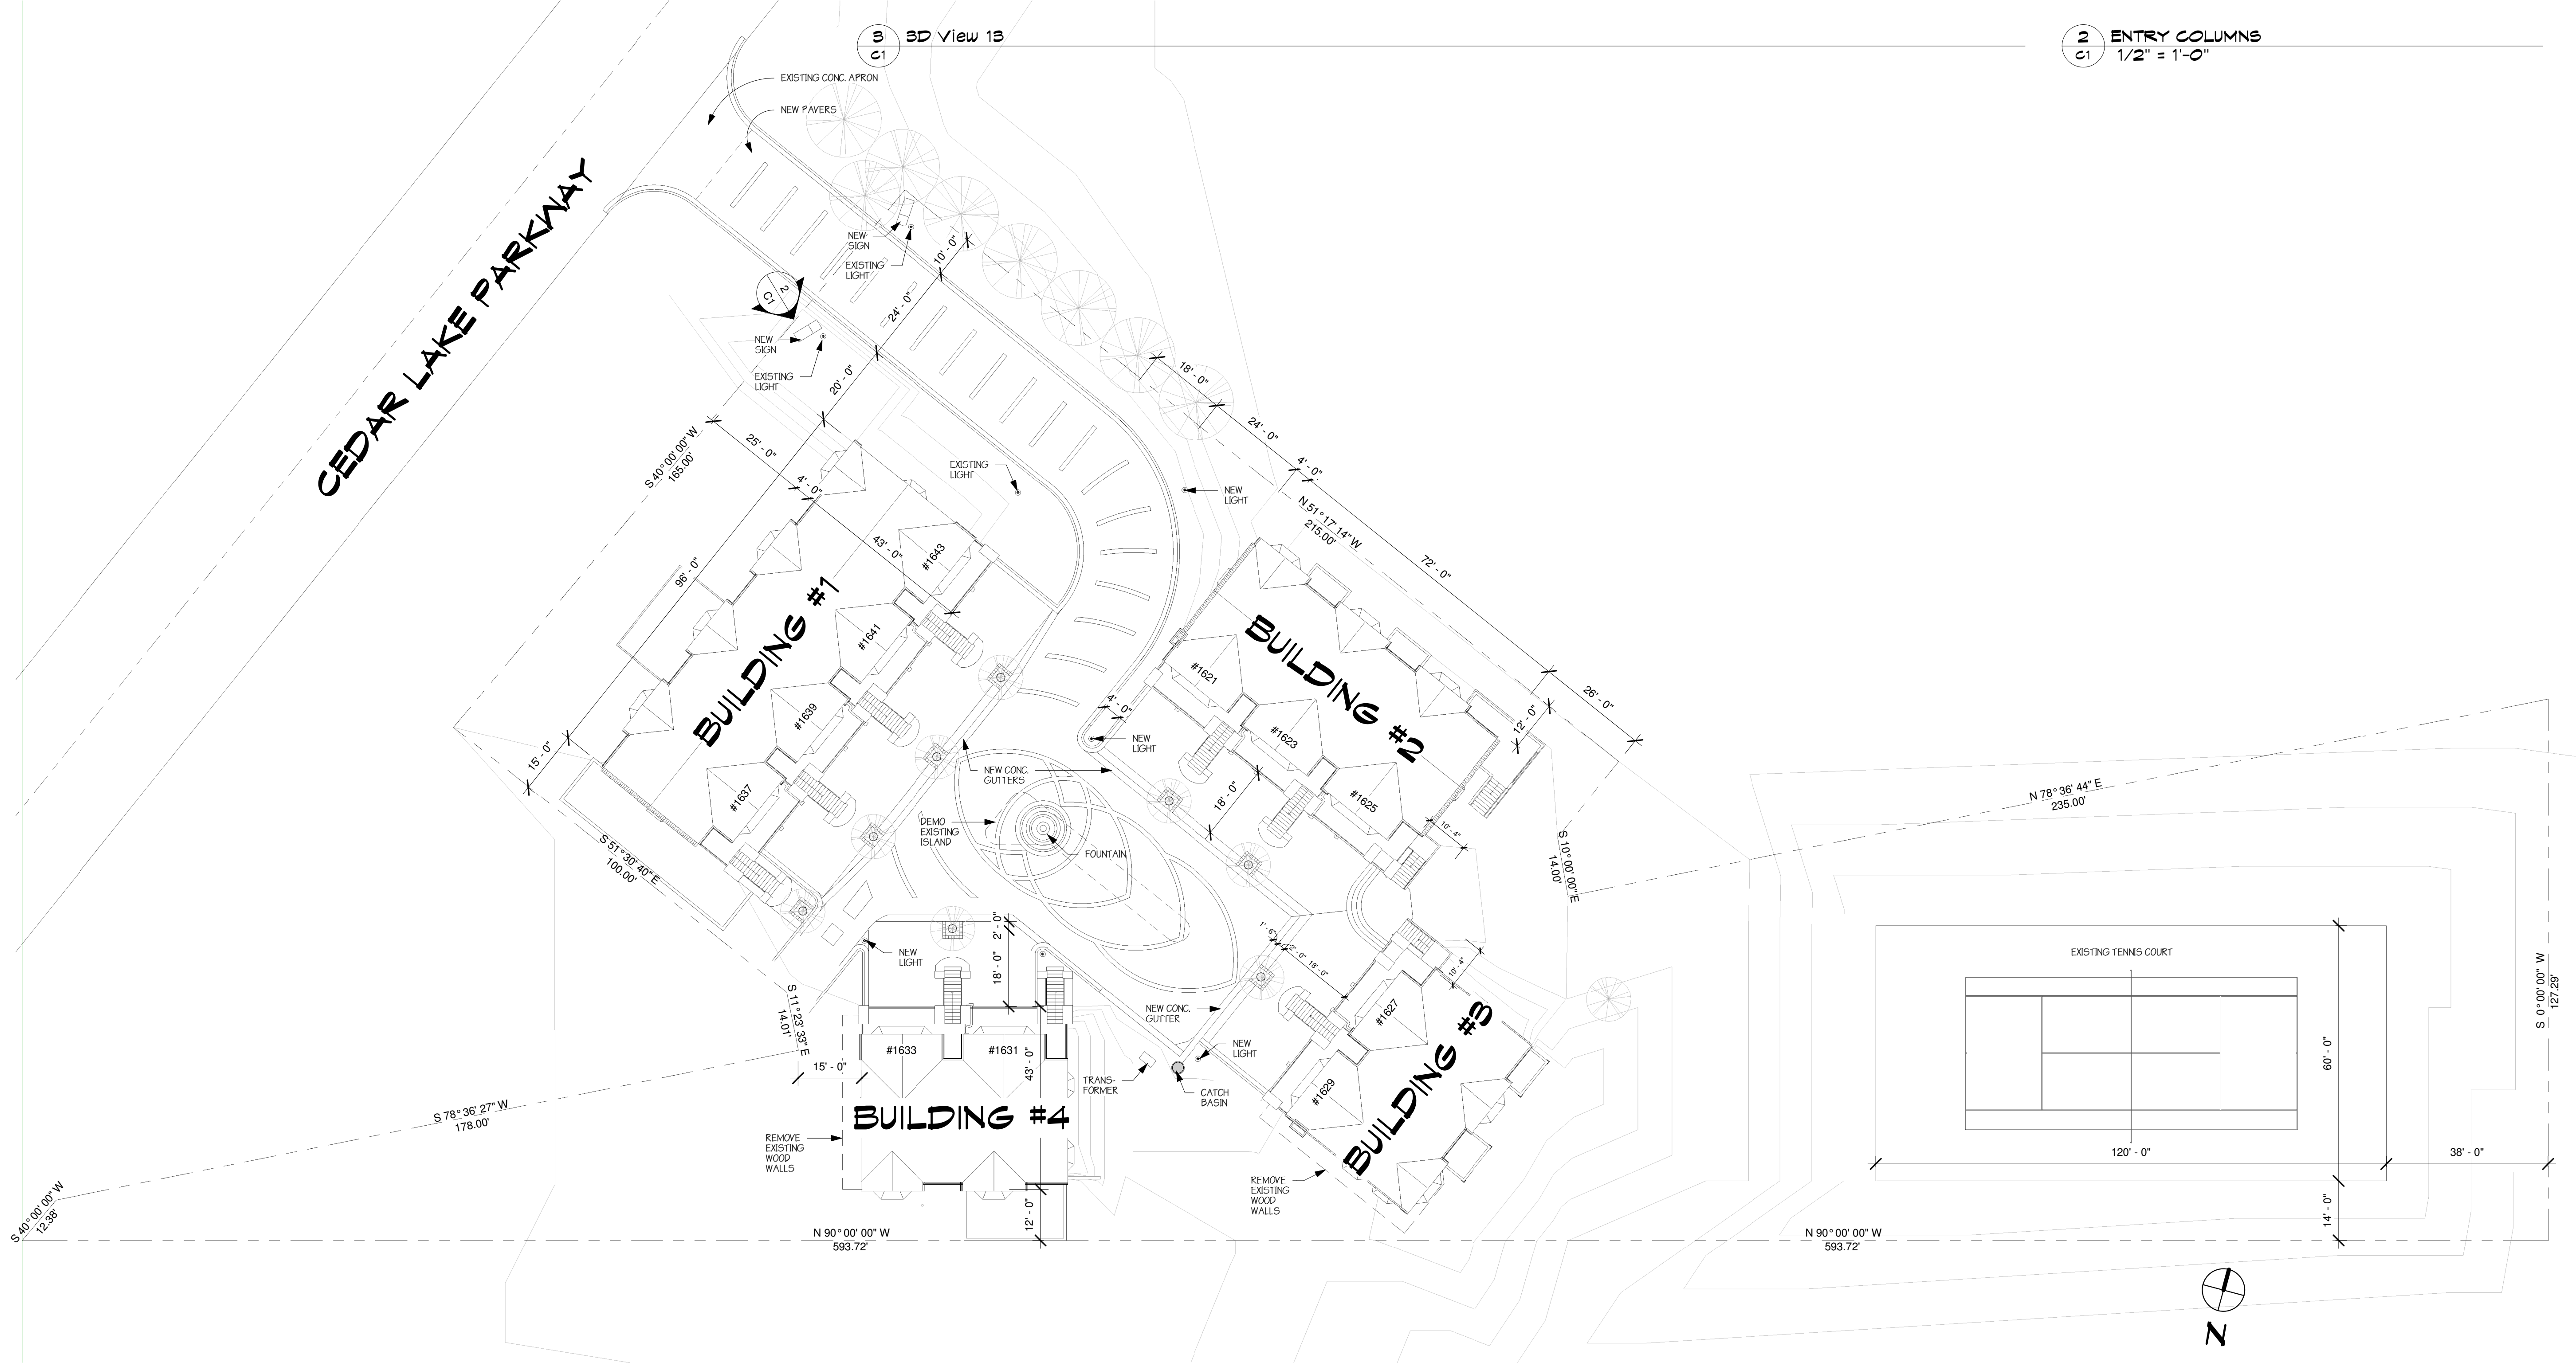 3
C1
3D View 13
2
C1
ENTRY COLUMNS
1/2" = 1'-0"
EXISTING CONC. APRON
NEW PAVERS
CEDAR LAKE PARKWAY
NEW
SIGN
EXISTING
LIGHT
10' - 0"
24' - 0"
2
C1
NEW
SIGN
EXISTING
LIGHT
20' - 0"
18' - 0"
24' - 0"
4' - 0"
N 51° 17' 14" W
215.00'
72' - 0"
26' - 0"
12' - 0"
S 40° 00' 00" W
165.00'
25' - 0"
4' - 0"
43' - 0"
96' - 0"
15' - 0"
EXISTING
LIGHT
NEW
LIGHT
BUILDING #1
#1643
#1641
#1639
#1637
BUILDING #2
#1621
#1623
#1625
4' - 0"
NEW
LIGHT
NEW CONC.
GUTTERS
18' - 0"
DEMO
EXISTING
ISLAND
FOUNTAIN
10' - 4"
S 51° 30' 40" E
100.00'
S 10° 00' 00" E
14.00'
N 78° 36' 44" E
235.00'
S 0° 00' 00" W
127.29'
2' - 0"
18' - 0"
NEW
LIGHT
1' - 6"
2' - 0"
18' - 0"
10' - 4"
S 11° 23' 33" E
14.01'
15' - 0"
NEW CONC.
GUTTER
NEW
LIGHT
#1627
#1629
BUILDING #3
#1633
#1631
43' - 0"
BUILDING #4
TRANS-
FORMER
CATCH
BASIN
REMOVE
EXISTING
WOOD
WALLS
REMOVE
EXISTING
WOOD
WALLS
12' - 0"
S 78° 36' 27" W
178.00'
S 40° 00' 00" W
12.38'
N 90° 00' 00" W
593.72'
N 90° 00' 00" W
593.72'
EXISTING TENNIS COURT
60' - 0"
120' - 0"
38' - 0"
14' - 0"
N